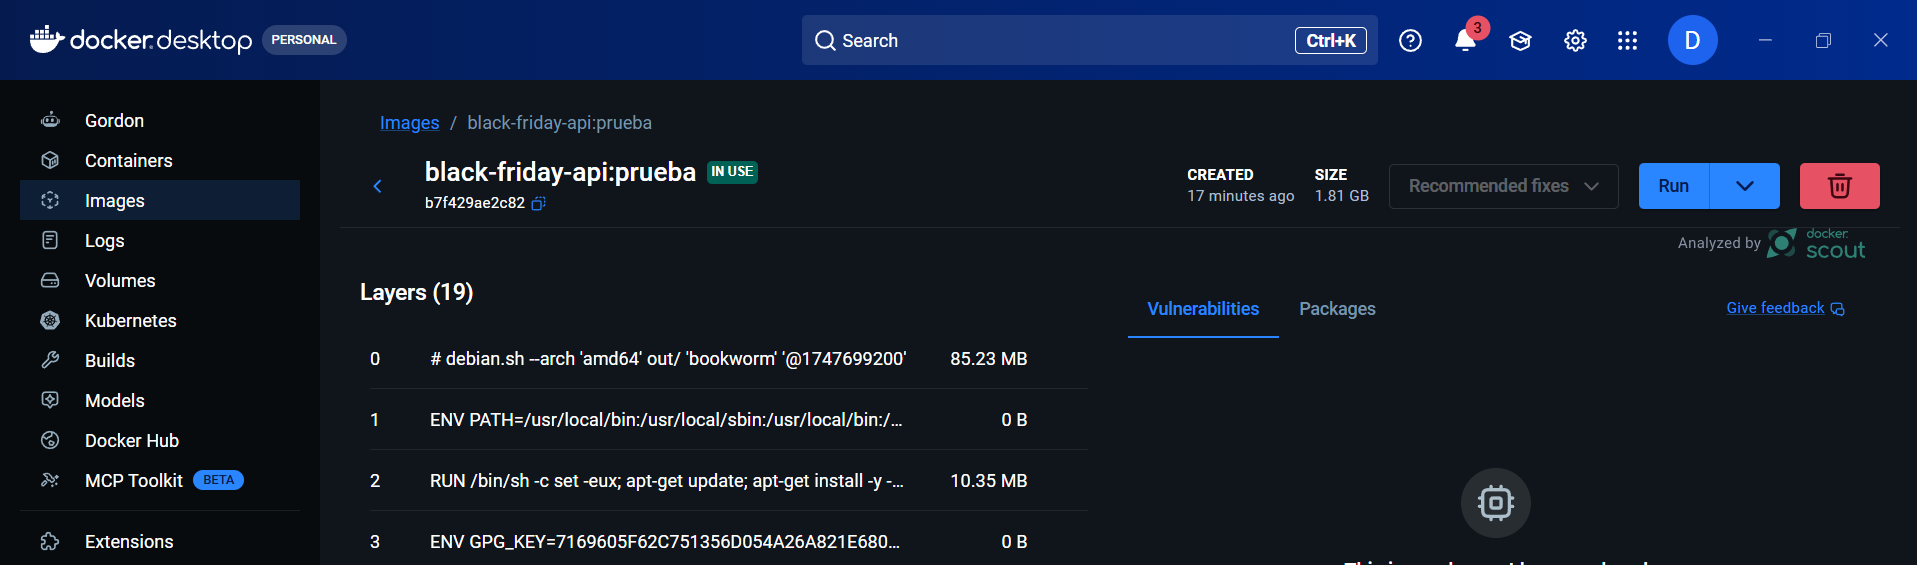 docker.desktop PERSONAL
Search Ctrl+K
3
D
Gordon
Containers
Images
Logs
Volumes
Kubernetes
Builds
Models
Docker Hub
MCP Toolkit BETA
Extensions
Images / black-friday-api:prueba
black-friday-api:prueba IN USE
b7f429ae2c82
CREATED
17 minutes ago
SIZE
1.81 GB
Recommended fixes
Run
Analyzed by docker. scout
Layers (19)
0 # debian.sh --arch 'amd64' out/ 'bookworm' '@1747699200' 85.23 MB
1 ENV PATH=/usr/local/bin:/usr/local/sbin:/usr/local/bin:/... 0 B
2 RUN /bin/sh -c set -eux; apt-get update; apt-get install -y -... 10.35 MB
3 ENV GPG_KEY=7169605F62C751356D054A26A821E680... 0 B
Vulnerabilities
Packages
Give feedback